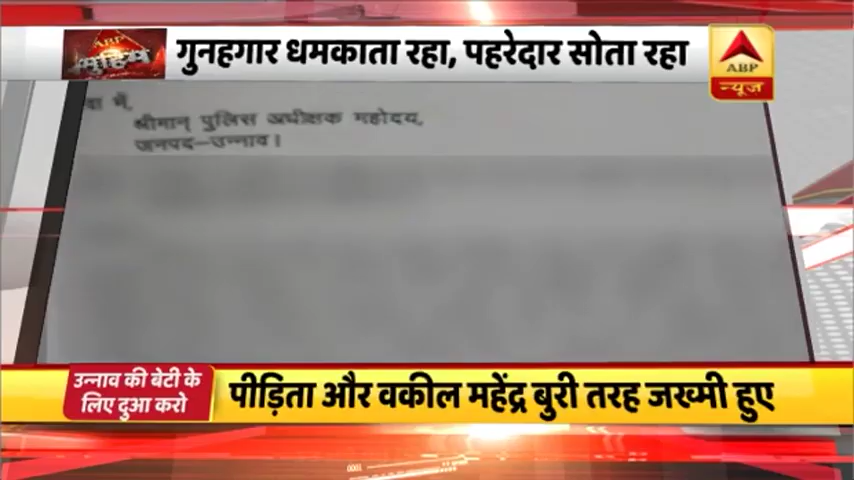 ABP
मुहिम
गुनहगार धमकाता रहा, पहरेदार सोता रहा
ABP
न्यूज़
वा में,
श्रीमान् पुलिस अधीक्षक महोदय,
जनपद-उन्नाव।
उन्नाव की बेटी के
लिए दुआ करो
पीड़िता और वकील महेंद्र बुरी तरह जख्मी हुए